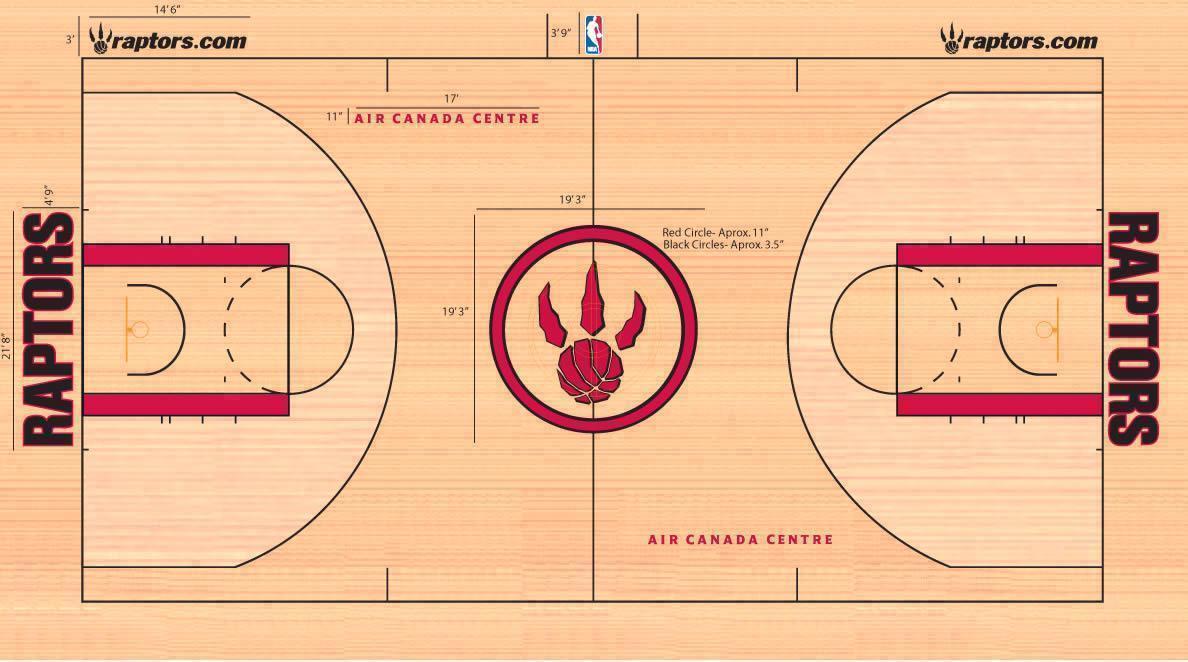 14'6"
3'
raptors.com
3'9"
NBA
raptors.com
17'
11"
AIR CANADA CENTRE
4'9"
19'3"
Red Circle- Aprox. 11"
Black Circles- Aprox. 3.5"
RAPTORS
21'8"
19'3"
RAPTORS
AIR CANADA CENTRE